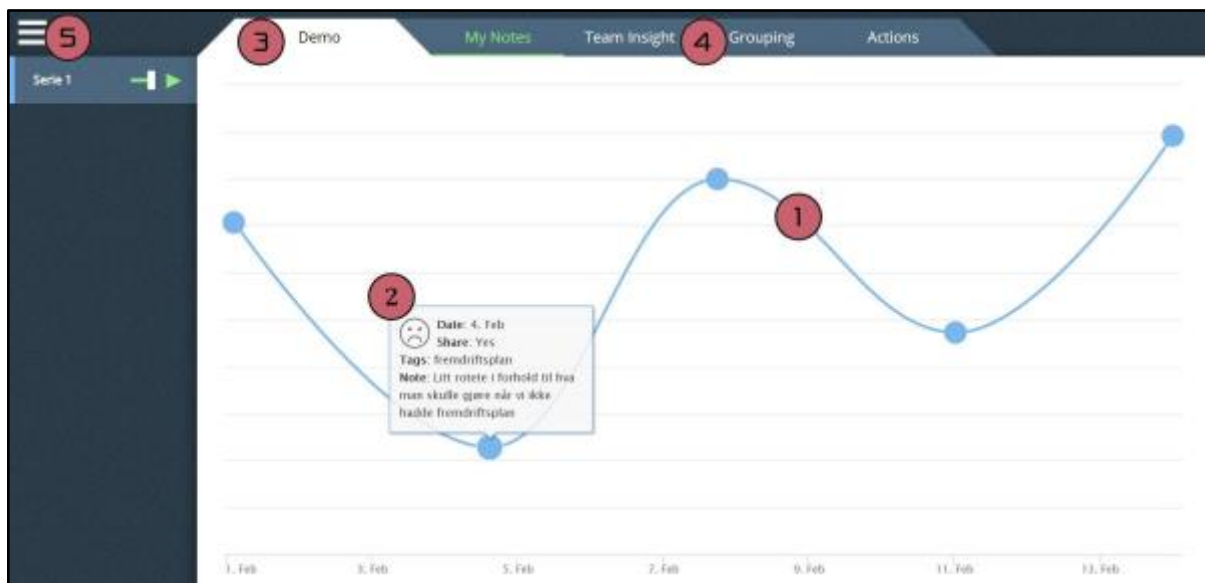 5
3
Demo
My Notes
Team Insight
4
Grouping
Actions
Serie 1
1
2
Date: 4. Feb
Share: Yes
Tags: fremdriftsplan
Note: Litt rotete i forhold til hva
man skulle gjøre når vi ikke
hadde fremdriftsplan
1. Feb
3. Feb
5. Feb
7. Feb
9. Feb
11. Feb
13. Feb